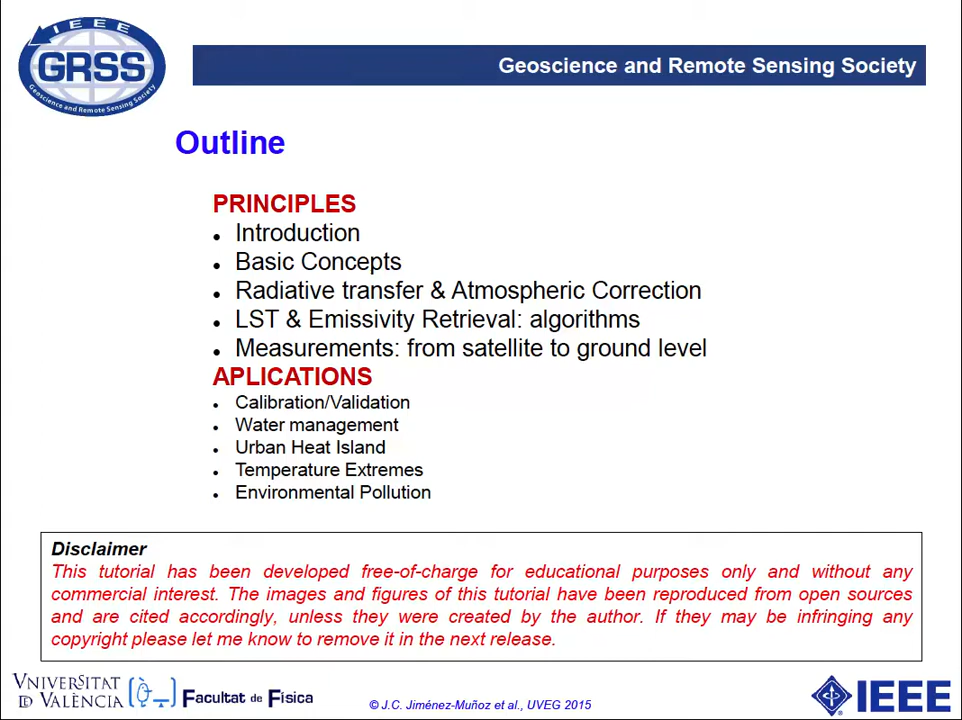 IEEE
GRSS
Geoscience and Remote Sensing Society
Geoscience and Remote Sensing Society
Outline
PRINCIPLES
• Introduction
• Basic Concepts
• Radiative transfer & Atmospheric Correction
• LST & Emissivity Retrieval: algorithms
• Measurements: from satellite to ground level
APLICATIONS
• Calibration/Validation
• Water management
• Urban Heat Island
• Temperature Extremes
• Environmental Pollution
Disclaimer
This tutorial has been developed free-of-charge for educational purposes only and without any
commercial interest. The images and figures of this tutorial have been reproduced from open sources
and are cited accordingly, unless they were created by the author. If they may be infringing any
copyright please let me know to remove it in the next release.
VNIVERSITAT
D VALÈNCIA
Facultat de Física
© J.C. Jiménez-Muñoz et al., UVEG 2015
IEEE